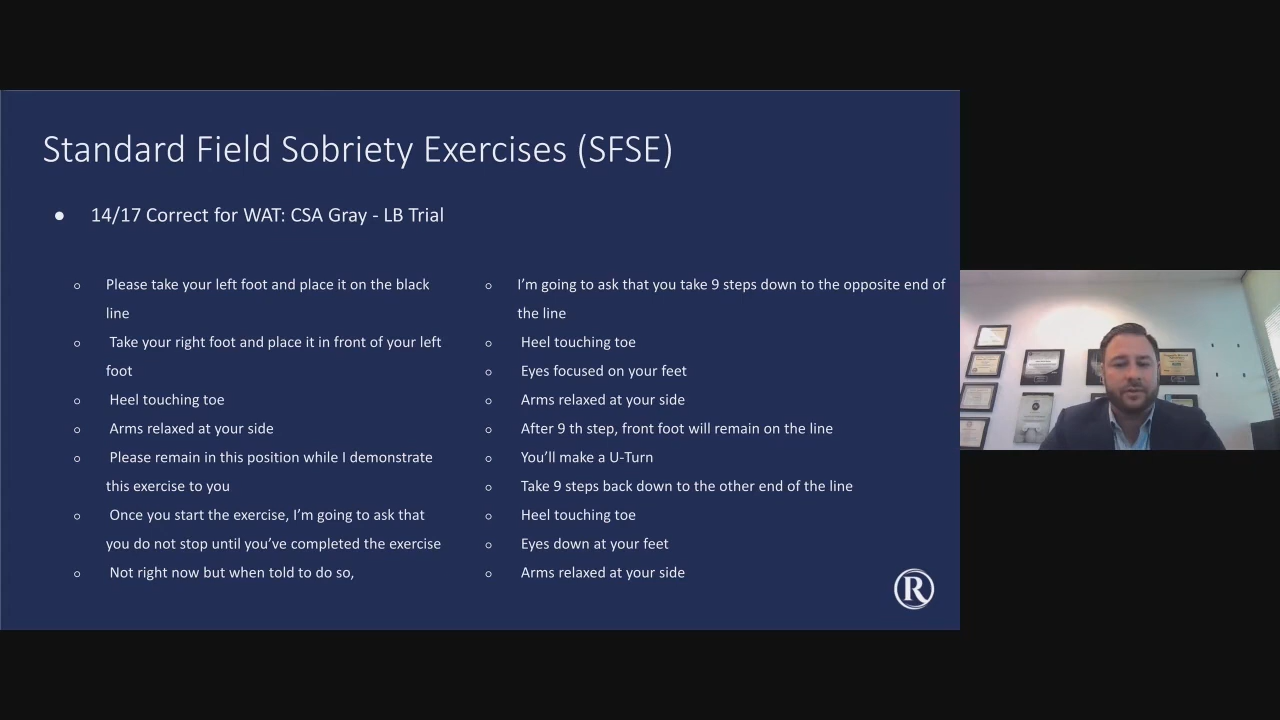 Standard Field Sobriety Exercises (SFSE)
● 14/17 Correct for WAT: CSA Gray - LB Trial
○ Please take your left foot and place it on the black
line
○ Take your right foot and place it in front of your left
foot
○ Heel touching toe
○ Arms relaxed at your side
○ Please remain in this position while I demonstrate
this exercise to you
○ Once you start the exercise, I’m going to ask that
you do not stop until you’ve completed the exercise
○ Not right now but when told to do so,
○ I’m going to ask that you take 9 steps down to the opposite end of
the line
○ Heel touching toe
○ Eyes focused on your feet
○ Arms relaxed at your side
○ After 9 th step, front foot will remain on the line
○ You’ll make a U-Turn
○ Take 9 steps back down to the other end of the line
○ Heel touching toe
○ Eyes down at your feet
○ Arms relaxed at your side
R